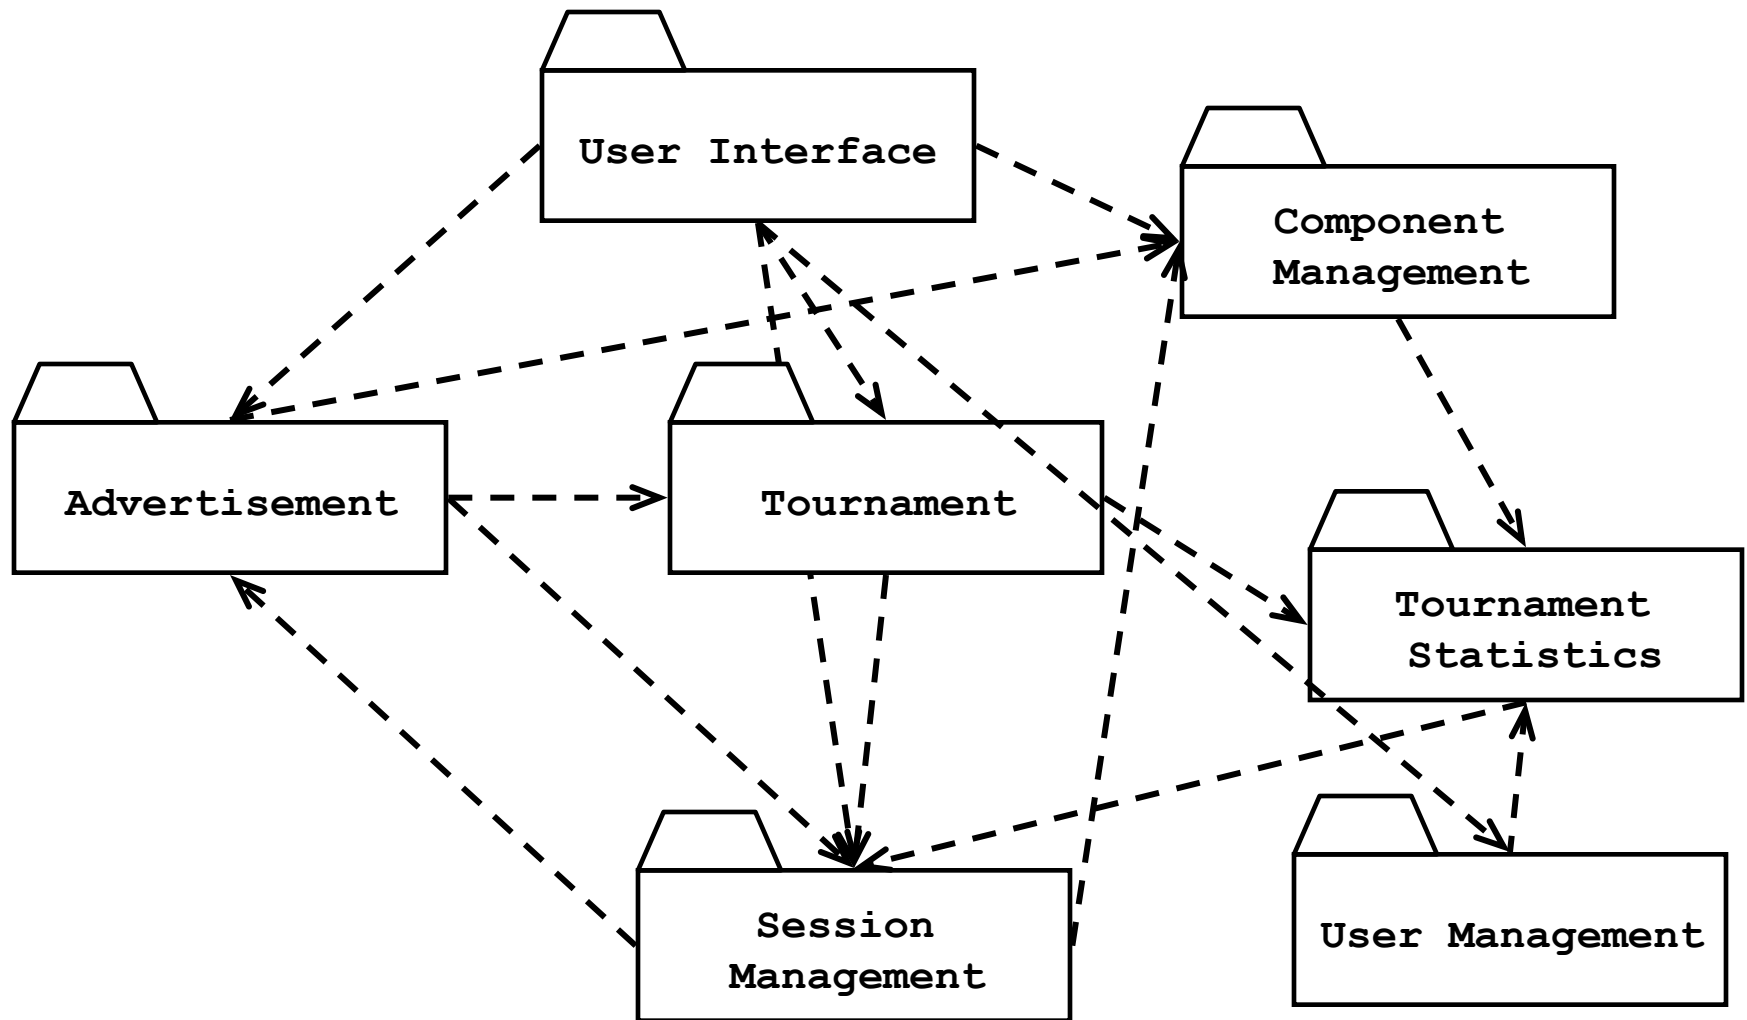 User Interface
Component
Management
Advertisement
Tournament
Tournament
Statistics
Session
Management
User Management